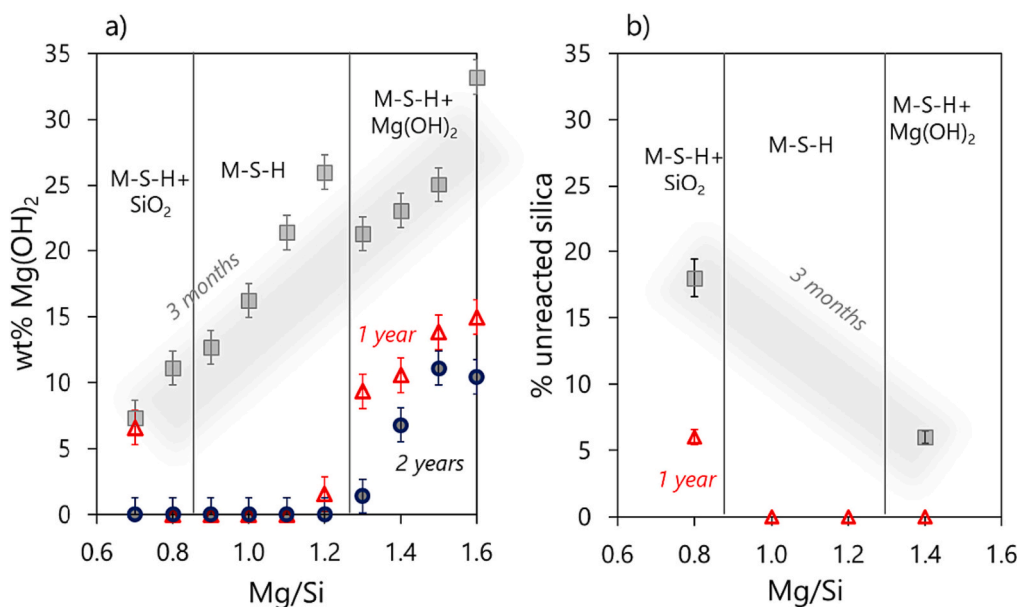 a)
wt% Mg(OH)₂
35
30
25
20
15
10
5
0
M-S-H+
SiO₂
M-S-H
M-S-H+
Mg(OH)₂
3 months
1 year
2 years
0.6 0.8 1.0 1.2 1.4 1.6
Mg/Si
b)
% unreacted silica
35
30
25
20
15
10
5
0
M-S-H+
SiO₂
M-S-H
M-S-H+
Mg(OH)₂
3 months
1 year
0.6 0.8 1.0 1.2 1.4 1.6
Mg/Si